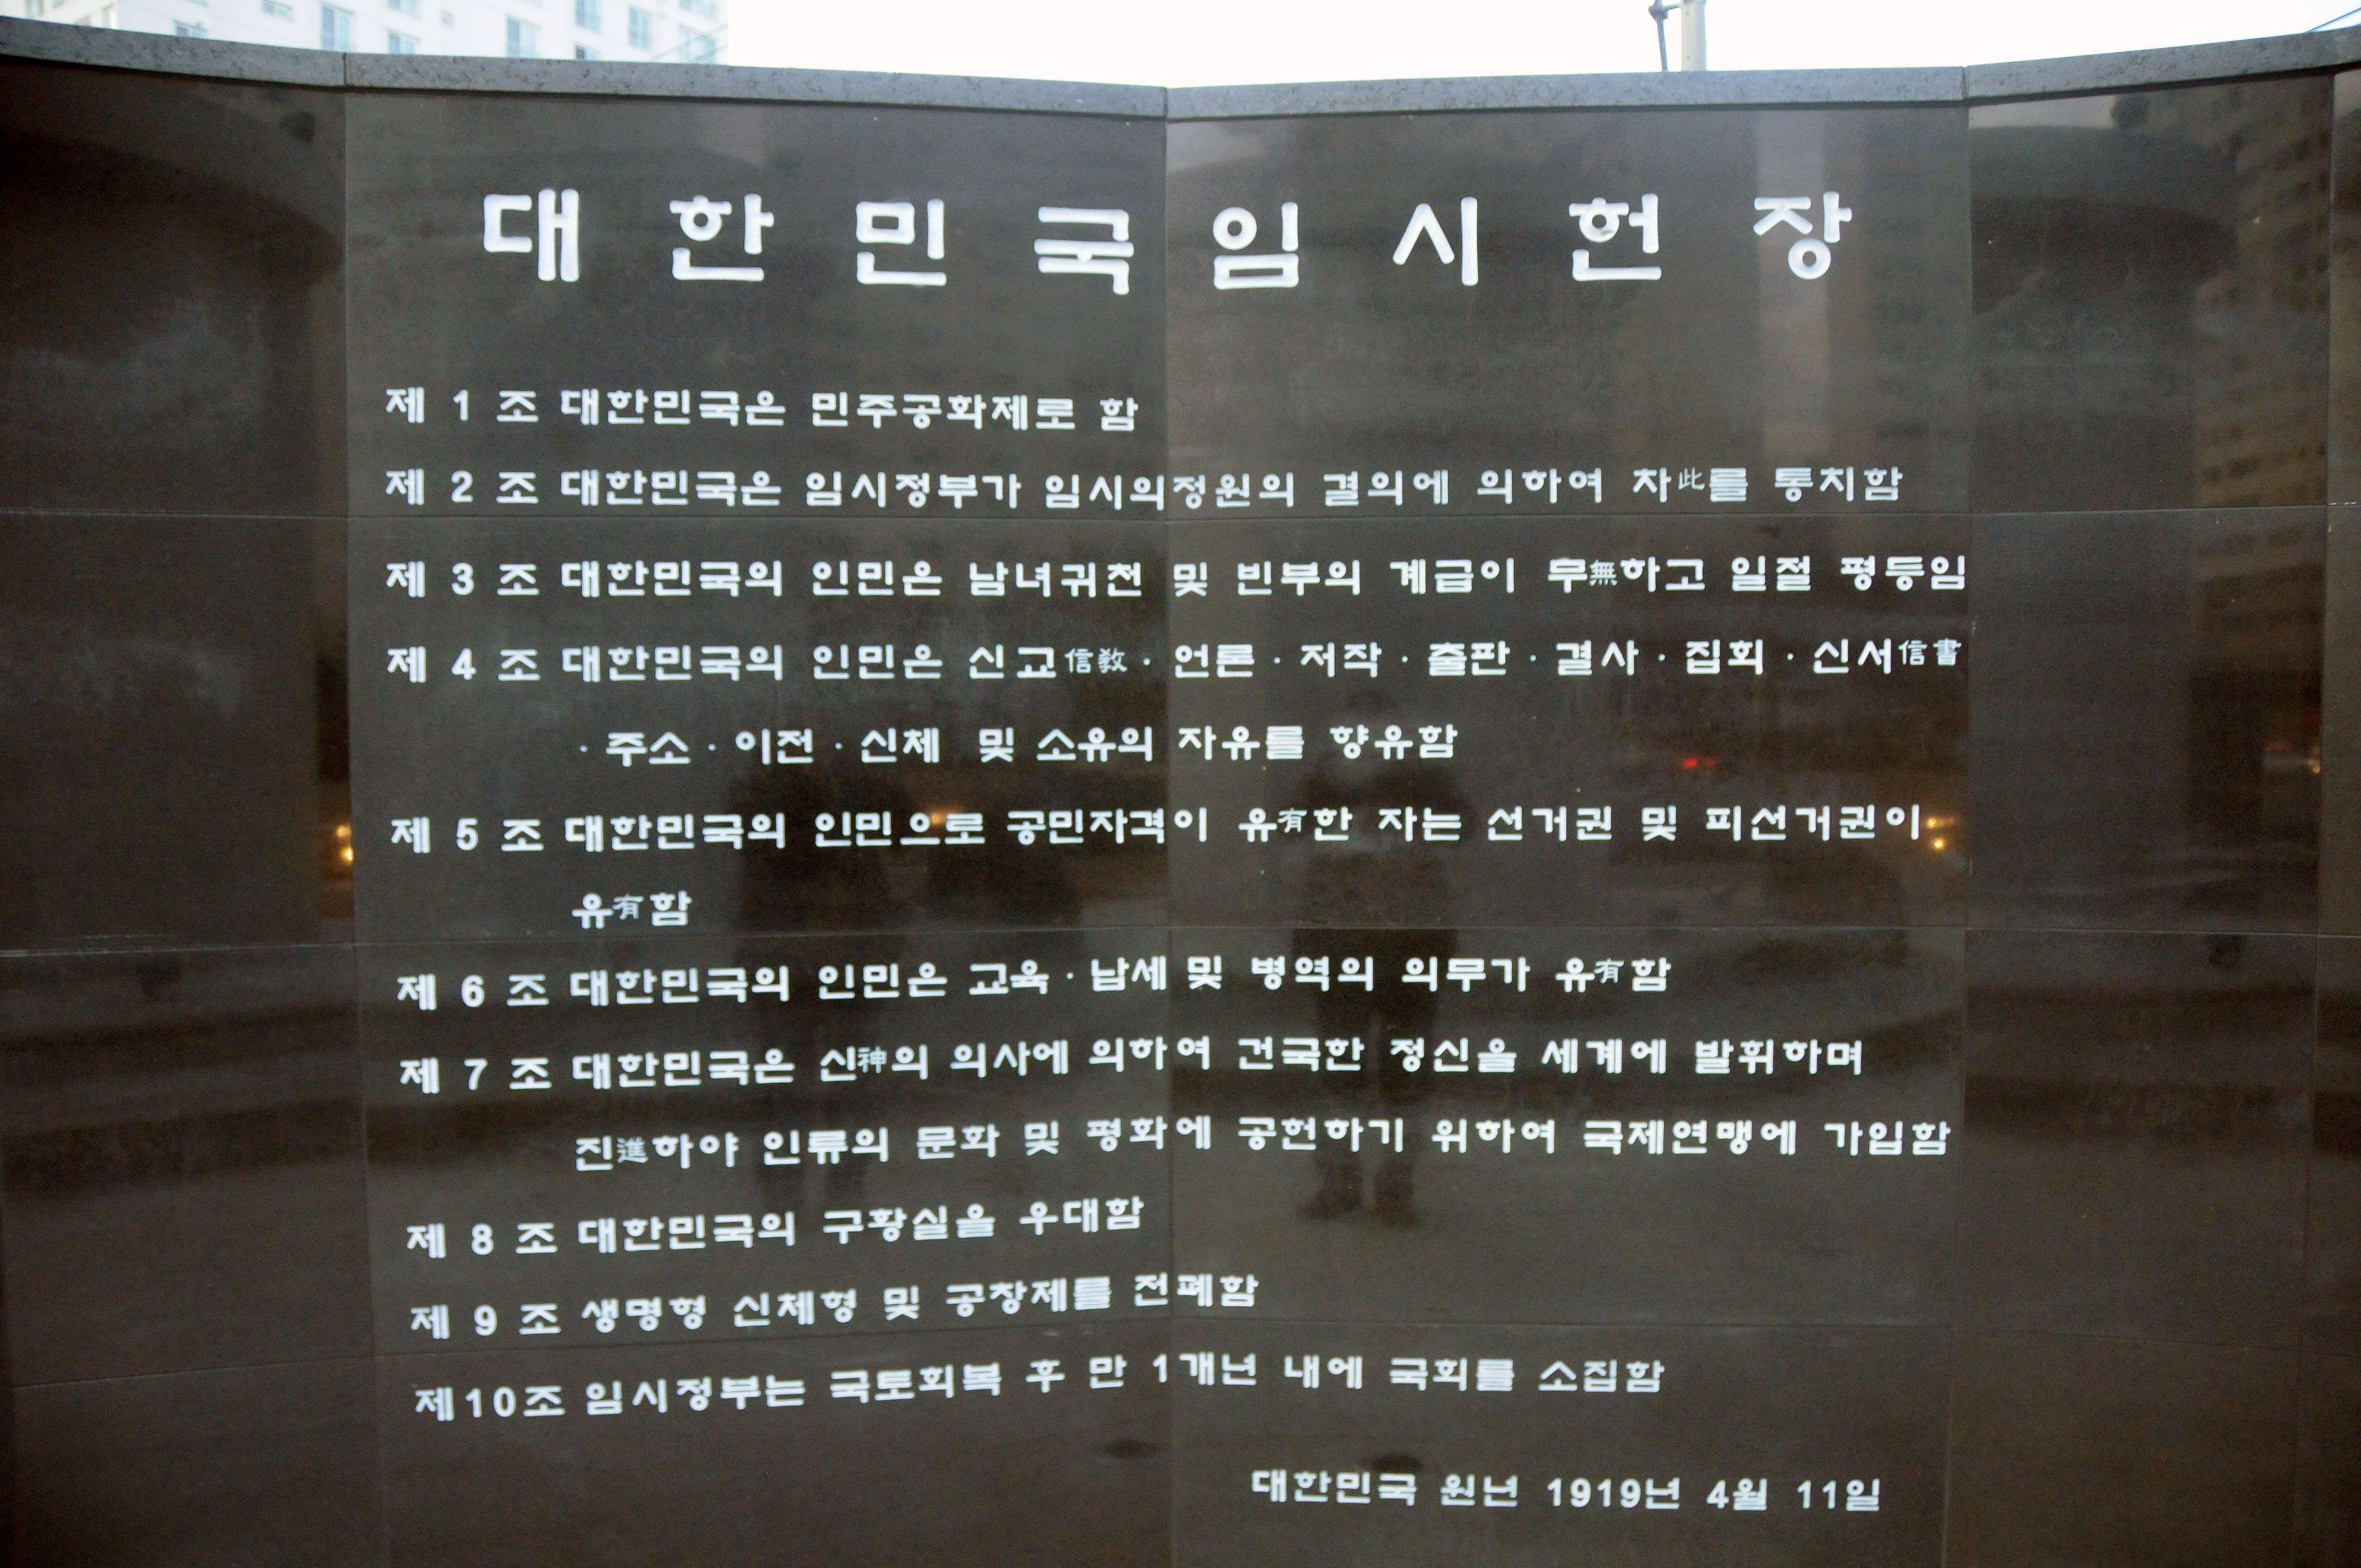 대한민국임시헌장
제 1 조 대한민국은 민주공화제로 함
제 2 조 대한민국은 임시정부가 임시의정원의 결의에 의하여 차此를 통치함
제 3 조 대한민국의 인민은 남녀귀천 및 빈부의 계급이 무無하고 일절 평등임
제 4 조 대한민국의 인민은 신교信敎·언론·저작·출판·결사·집회·신서信書
·주소·이전·신체 및 소유의 자유를 향유함
제 5 조 대한민국의 인민으로 공민자격이 유有한 자는 선거권 및 피선거권이
유有함
제 6 조 대한민국의 인민은 교육·납세 및 병역의 의무가 유有함
제 7 조 대한민국은 신神의 의사에 의하여 건국한 정신을 세계에 발휘하며
진進하야 인류의 문화 및 평화에 공헌하기 위하여 국제연맹에 가입함
제 8 조 대한민국의 구황실을 우대함
제 9 조 생명형 신체형 및 공창제를 전폐함
제10조 임시정부는 국토회복 후 만 1개년 내에 국회를 소집함
대한민국 원년 1919년 4월 11일